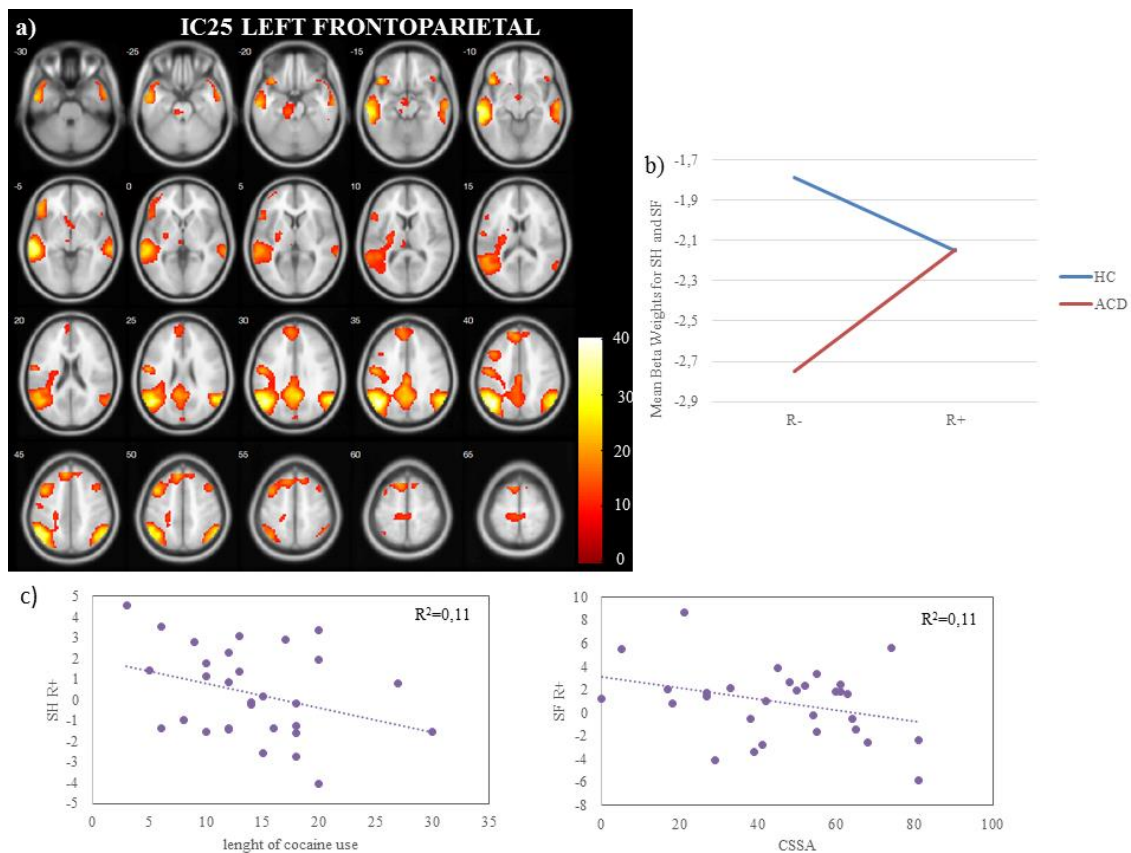 a) IC25 LEFT FRONTOPARIETAL
-30 -25 -20 -15 -10
-5 0 5 10 15
20 25 30 35 40
45 50 55 60 65
40
30
20
10
0
b)
Mean Beta Weights for SH and SF
-1,7
-1,9
-2,1
-2,3
-2,5
-2,7
-2,9
R- R+
HC
ACD
c)
R²=0,11
SH R+
5
4
3
2
1
0
-1
-2
-3
-4
-5
0 5 10 15 20 25 30 35
lenght of cocaine use
R²=0,11
SF R+
10
8
6
4
2
0
-2
-4
-6
-8
0 20 40 60 80 100
CSSA